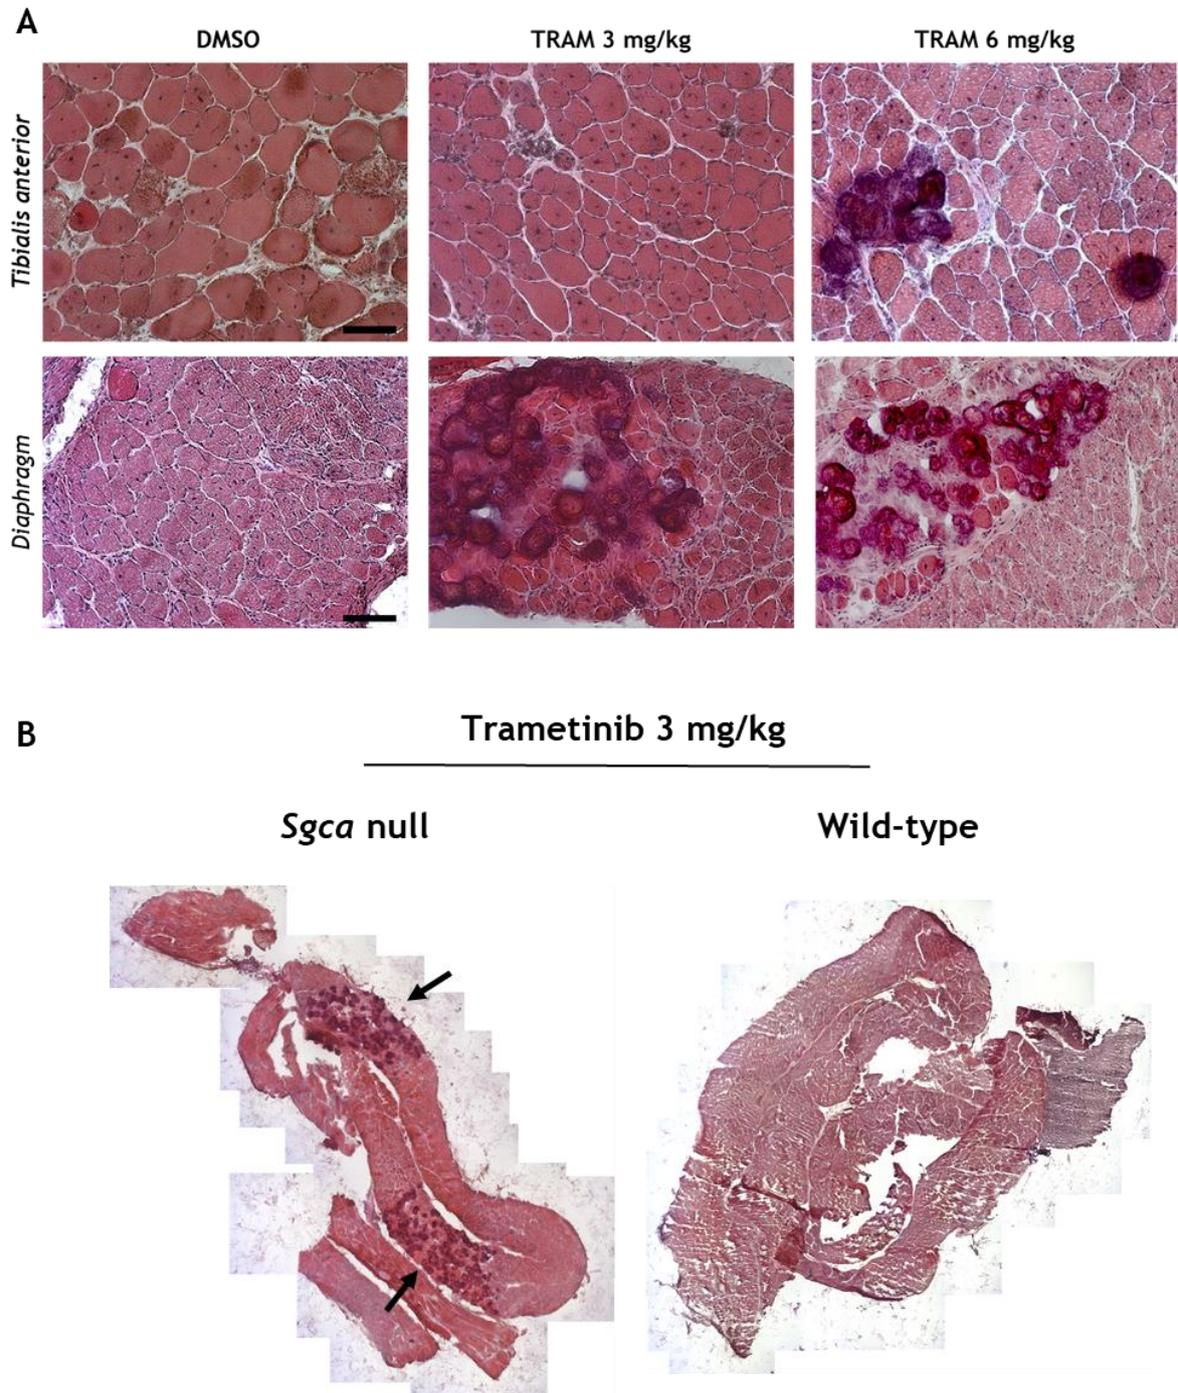 A
DMSO
TRAM 3 mg/kg
TRAM 6 mg/kg
Tibialis anterior
Diaphragm
B
Trametinib 3 mg/kg
Sgca null
Wild-type